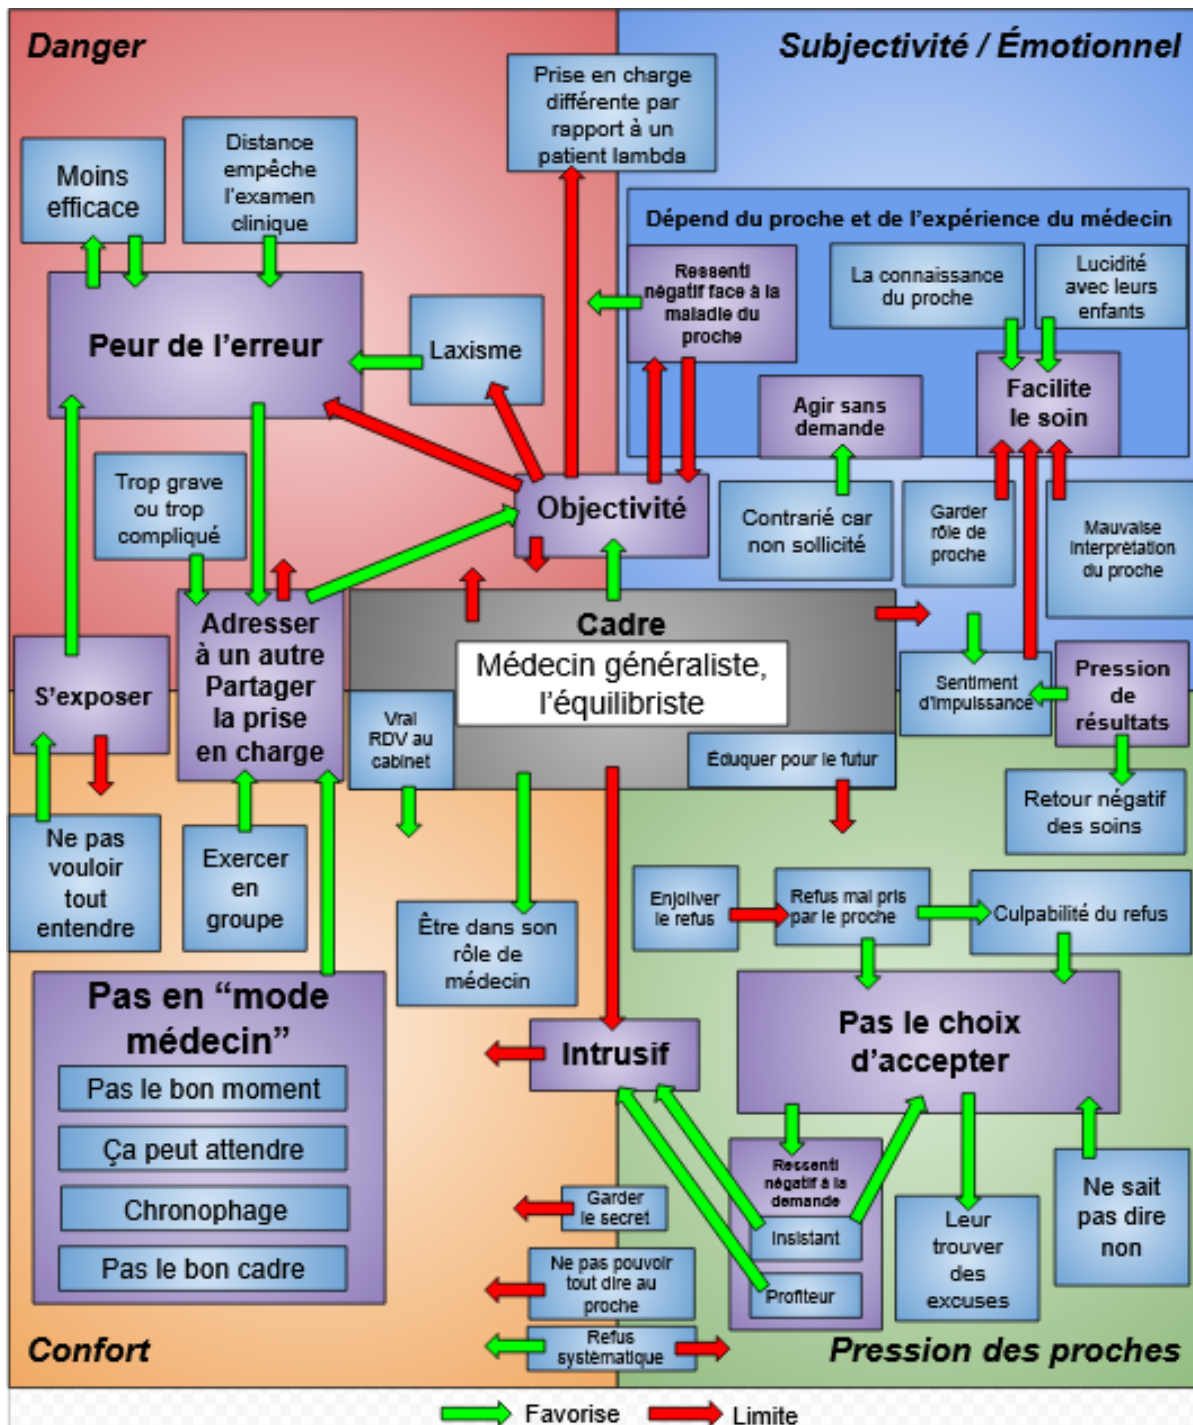 Danger
Subjectivité / Émotionnel
Prise en charge
différente par
rapport à un
patient lambda
Moins
efficace
Distance
empêche
l'examen
clinique
Dépend du proche et de l'expérience du médecin
Ressenti
négatif face à la
maladie du
proche
La connaissance
du proche
Lucidité
avec leurs
enfants
Peur de l'erreur
Laxisme
Agir sans
demande
Facilite
le soin
Trop grave
ou trop
compliqué
Objectivité
Contrarié car
non sollicité
Garder
rôle de
proche
Mauvaise
interprétation
du proche
Adresser
à un autre
Partager
la prise
en charge
Cadre
Médecin généraliste,
l'équilibriste
S'exposer
Vrai
RDV au
cabinet
Éduquer pour le futur
Sentiment
d'impuissance
Pression
de
résultats
Retour négatif
des soins
Ne pas
vouloir
tout
entendre
Exercer
en
groupe
Être dans son
rôle de
médecin
Enjoliver
le refus
Refus mal pris
par le proche
Culpabilité du refus
Pas en “mode
médecin”
Pas le bon moment
Ça peut attendre
Chronophage
Pas le bon cadre
Intrusif
Pas le choix
d'accepter
Ressenti
négatif à la
demande
Insistant
Profiteur
Leur
trouver
des
excuses
Ne sait
pas dire
non
Garder
le secret
Ne pas pouvoir
tout dire au
proche
Refus
systématique
Confort
Pression des proches
Favorise
Limite